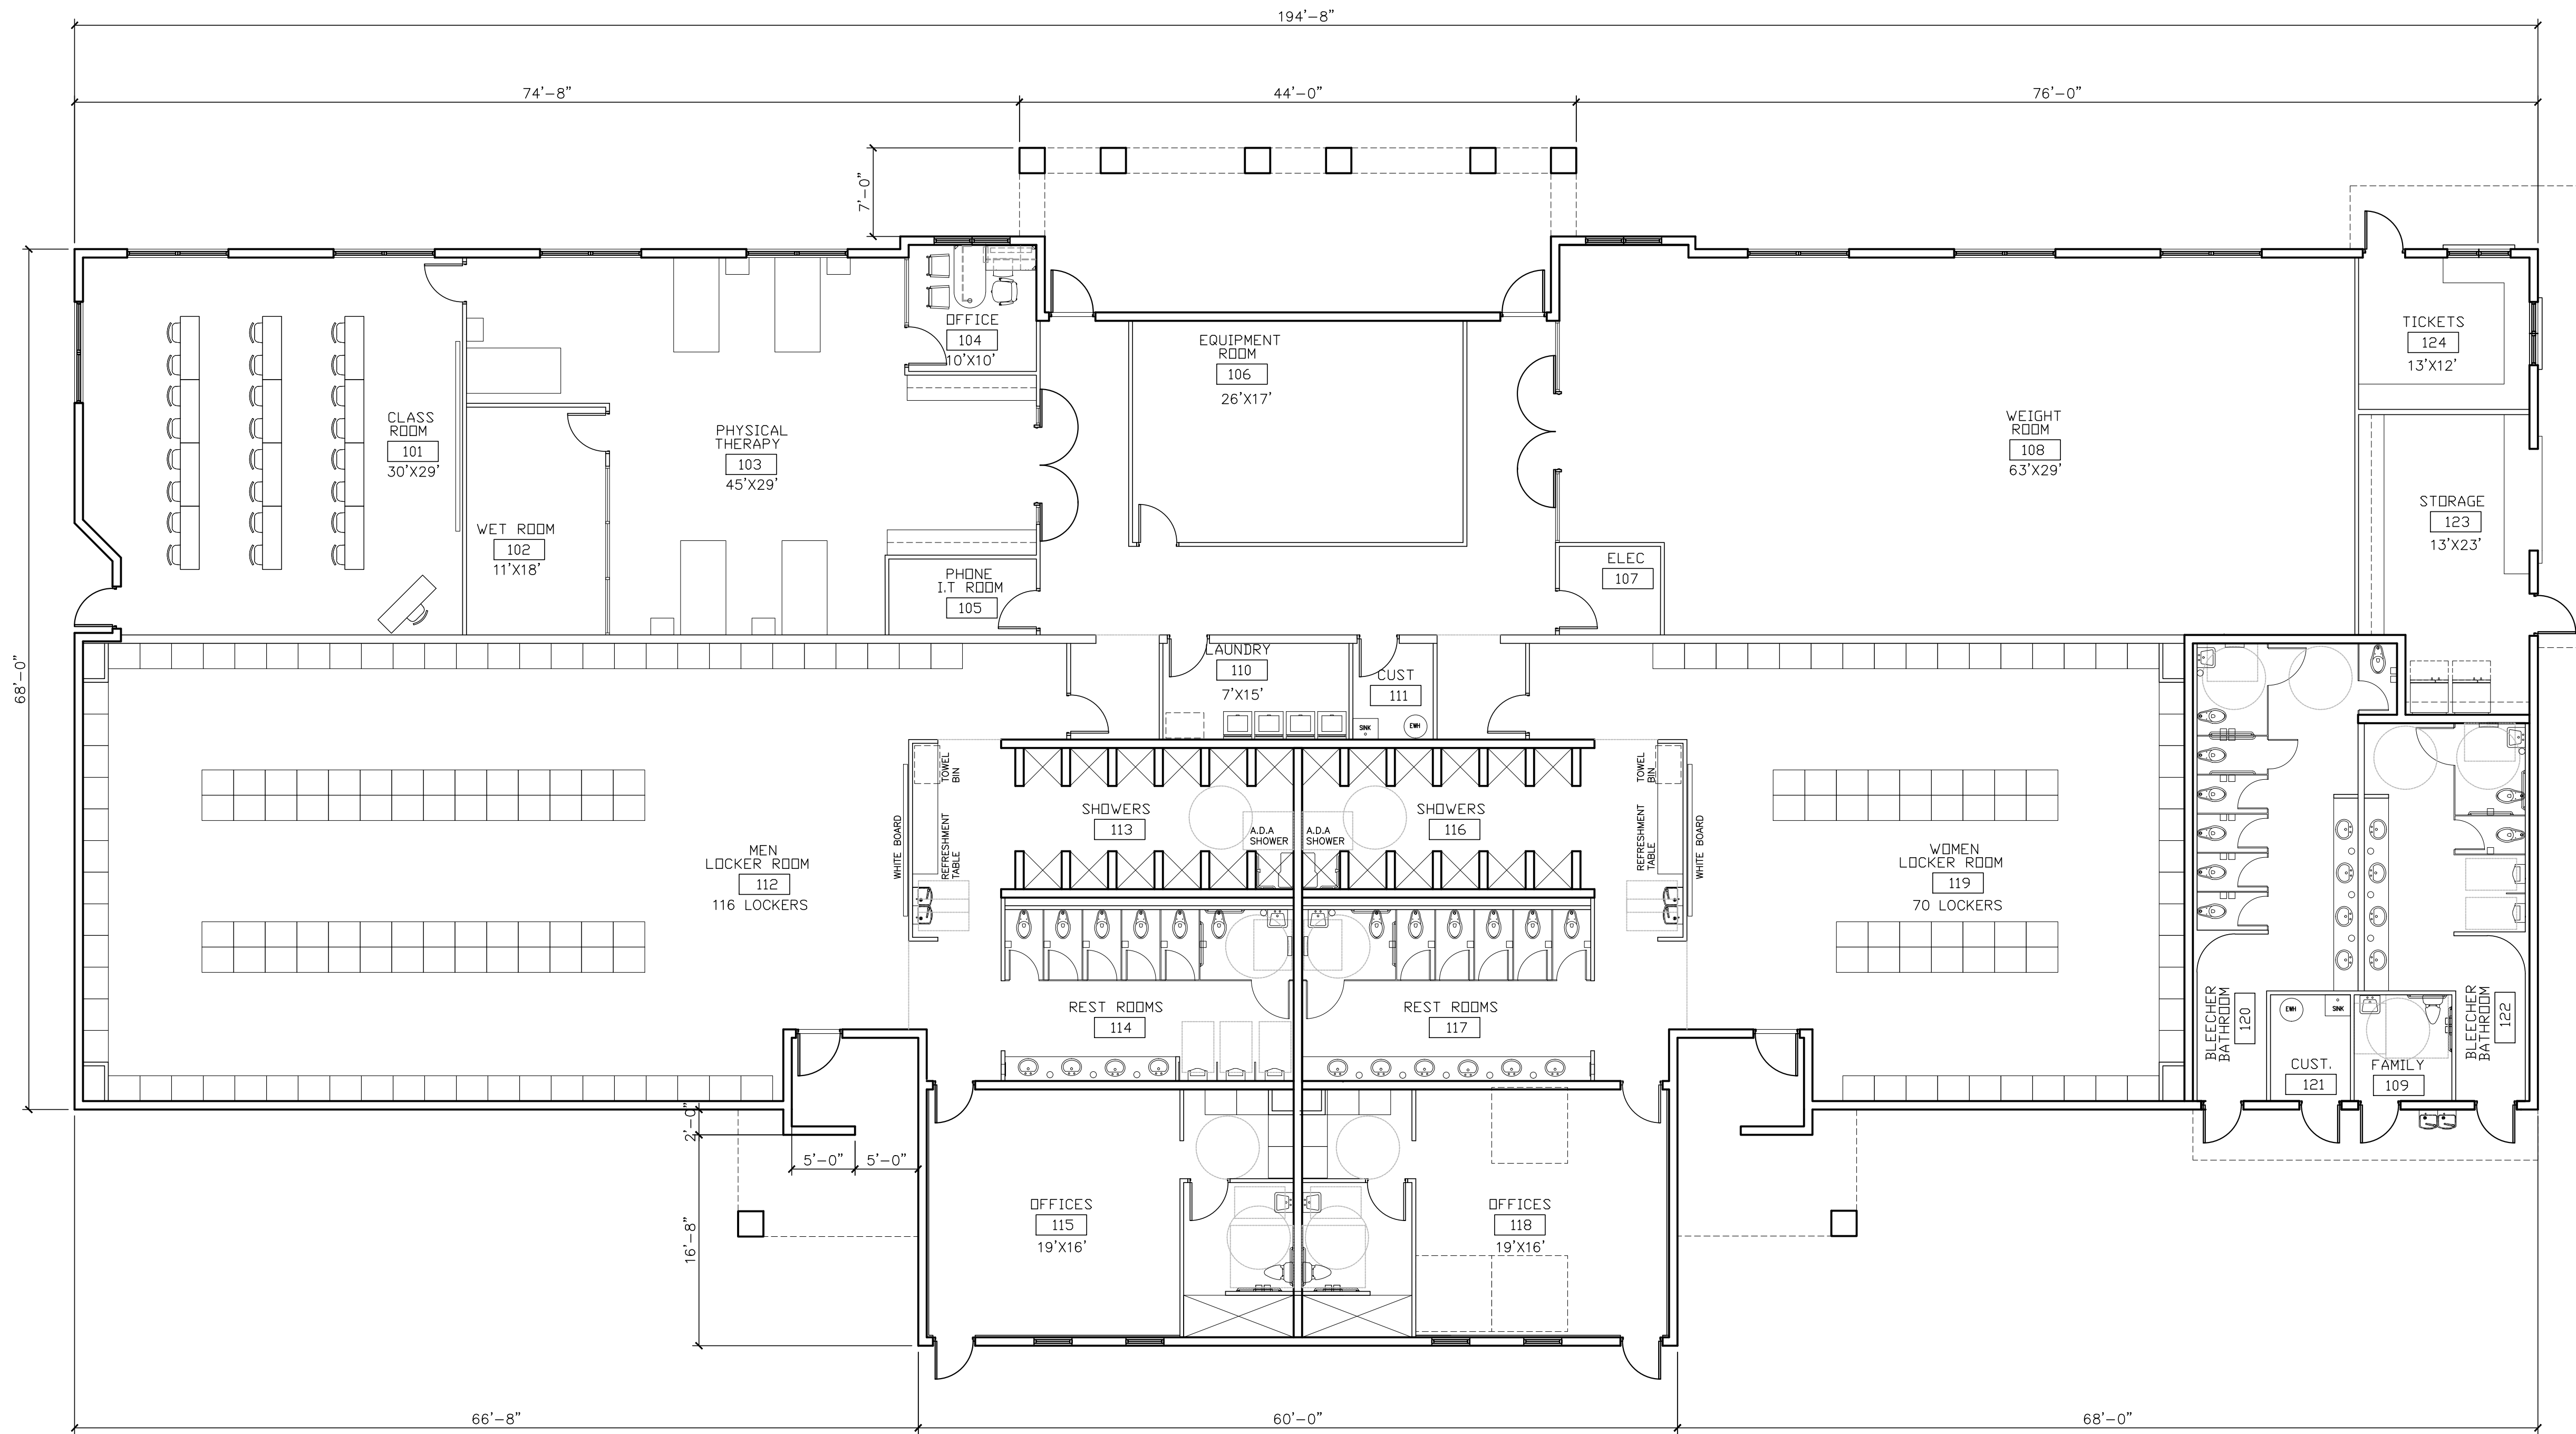 194'-8"
74'-8"
44'-0"
76'-0"
7'-0"
68'-0"
CLASS
ROOM
101
30'X29'
WET ROOM
102
11'X18'
PHYSICAL
THERAPY
103
45'X29'
OFFICE
104
10'X10'
PHONE
I.T ROOM
105
EQUIPMENT
ROOM
106
26'X17'
ELEC
107
WEIGHT
ROOM
108
63'X29'
TICKETS
124
13'X12'
STORAGE
123
13'X23'
LAUNDRY
110
7'X15'
CUST
111
SINK
EWH
MEN
LOCKER ROOM
112
116 LOCKERS
WHITE BOARD
TOWEL
BIN
REFRESHMENT
TABLE
SHOWERS
113
A.D.A
SHOWER
A.D.A
SHOWER
SHOWERS
116
TOWEL
BIN
REFRESHMENT
TABLE
WHITE BOARD
WOMEN
LOCKER ROOM
119
70 LOCKERS
REST ROOMS
114
REST ROOMS
117
BLEECHER
BATHROOM
120
EWH
SINK
CUST.
121
FAMILY
109
BLEECHER
BATHROOM
122
2'-0"
5'-0"
5'-0"
16'-8"
OFFICES
115
19'X16'
OFFICES
118
19'X16'
66'-8"
60'-0"
68'-0"